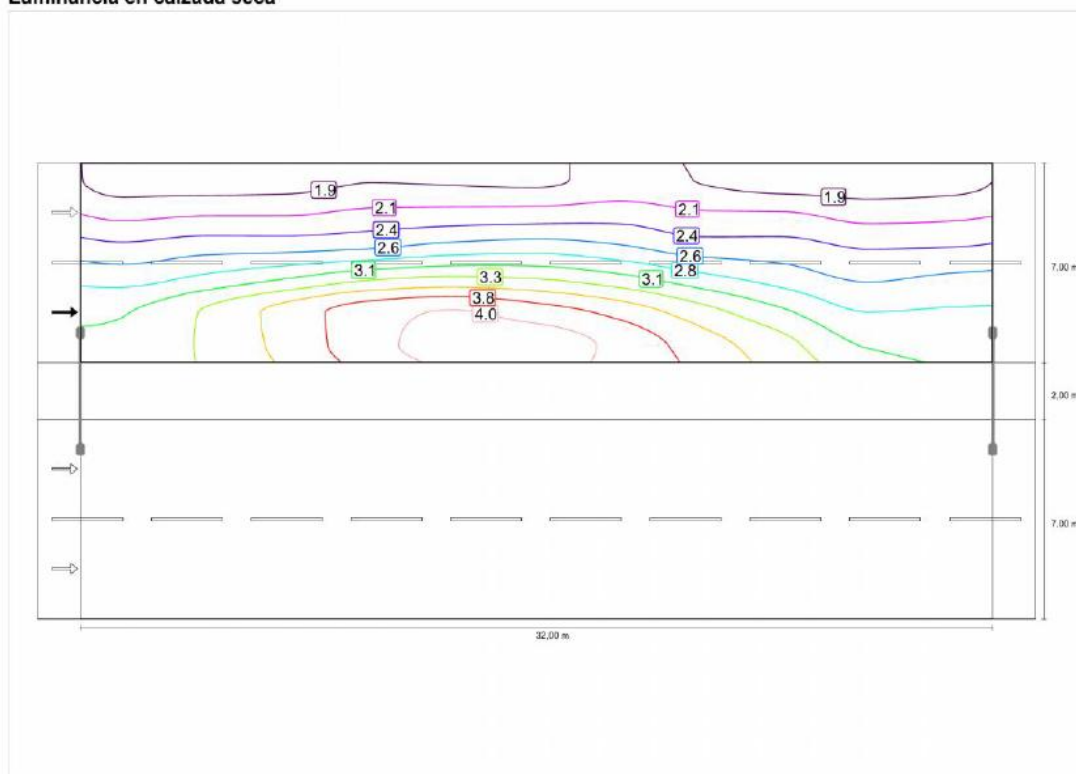 Luminancia en calzada seca
1.9
1.9
2.1
2.1
2.4
2.4
2.6
2.6
2.8
3.1
3.1
3.3
3.8
4.0
7,00 m
2,00 m
7,00 m
32,00 m